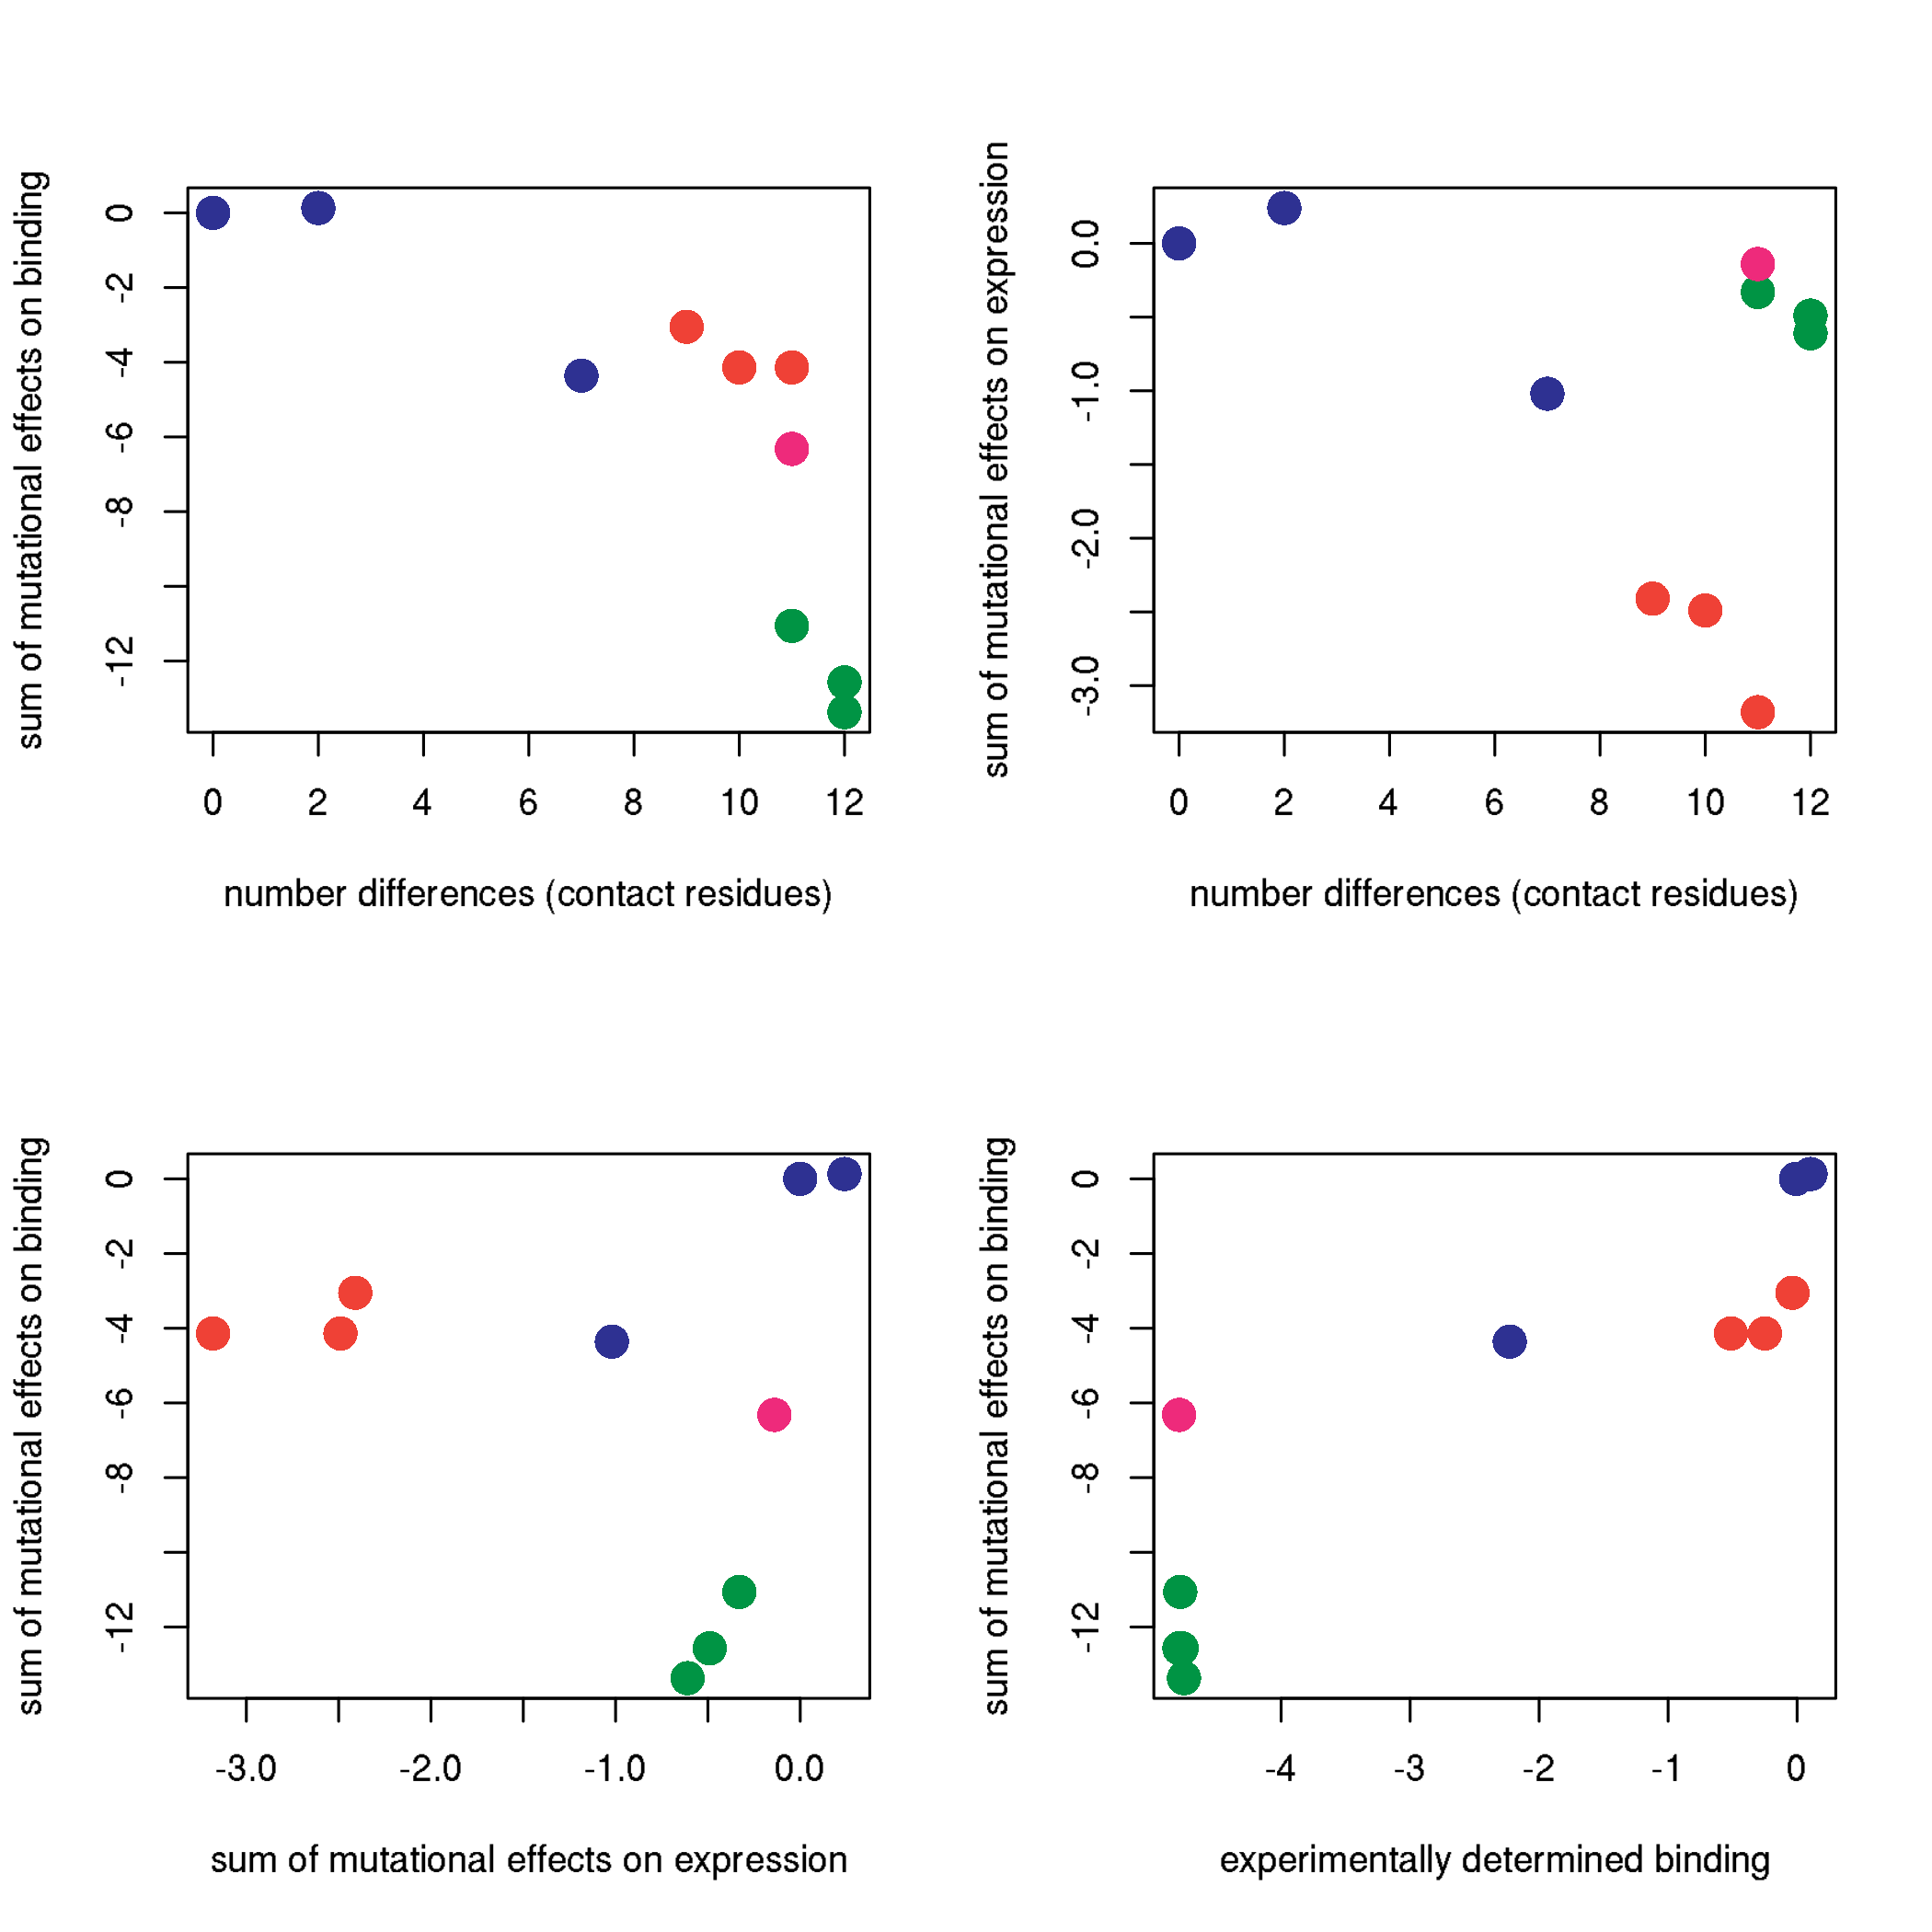 sum of mutational effects on binding
0
-2
-4
-6
-8
-12
0 2 4 6 8 10 12
number differences (contact residues)
sum of mutational effects on expression
0.0
-1.0
-2.0
-3.0
0 2 4 6 8 10 12
number differences (contact residues)
sum of mutational effects on binding
0
-2
-4
-6
-8
-12
-3.0 -2.0 -1.0 0.0
sum of mutational effects on expression
sum of mutational effects on binding
0
-2
-4
-6
-8
-12
-4 -3 -2 -1 0
experimentally determined binding